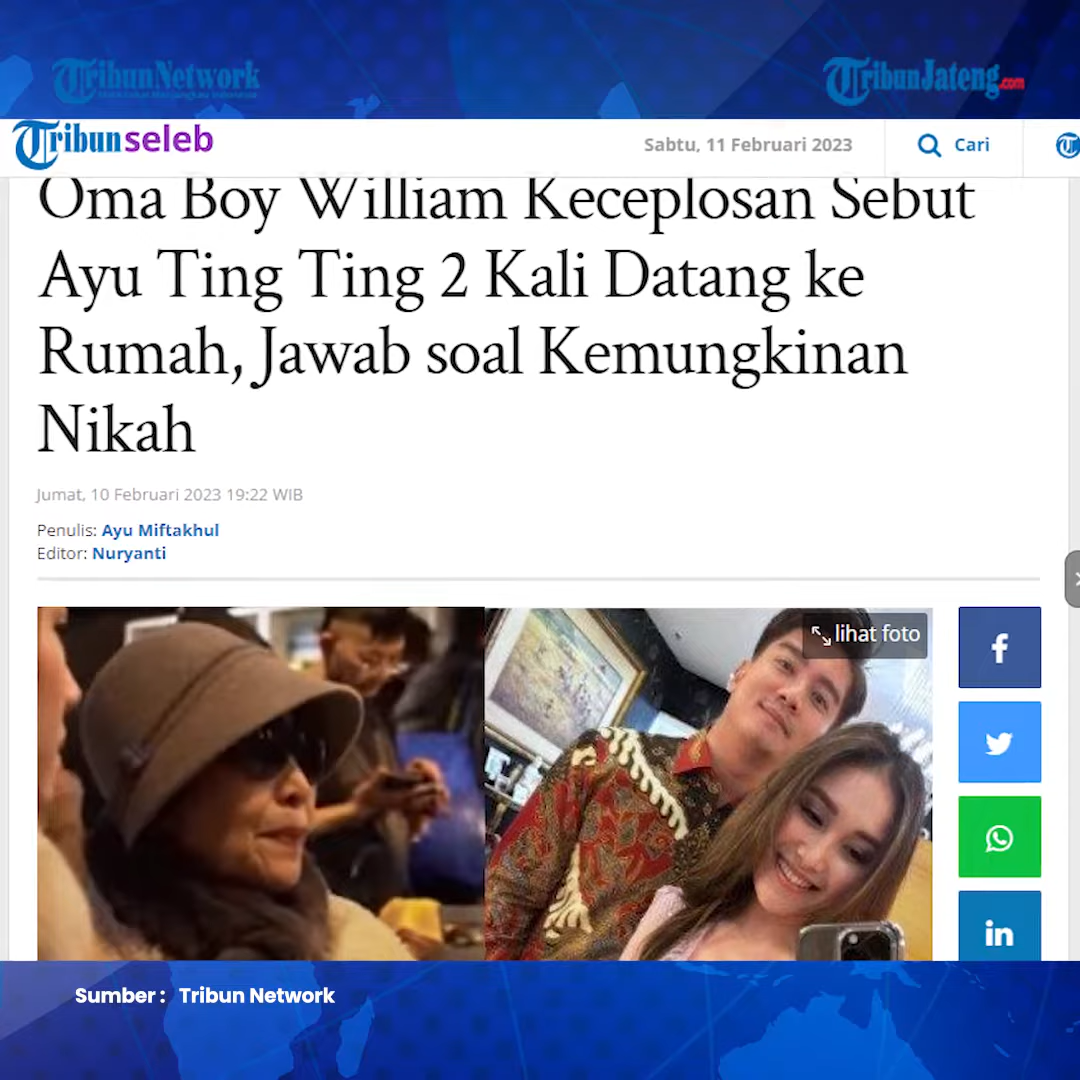 TribunNetwork
TribunJateng.com
Tribunseleb
Sabtu, 11 Februari 2023
Cari
Oma Boy William Keceplosan Sebut
Ayu Ting Ting 2 Kali Datang ke
Rumah, Jawab soal Kemungkinan
Nikah
Jumat, 10 Februari 2023 19:22 WIB
Penulis: Ayu Miftakhul
Editor: Nuryanti
lihat foto
Sumber : Tribun Network